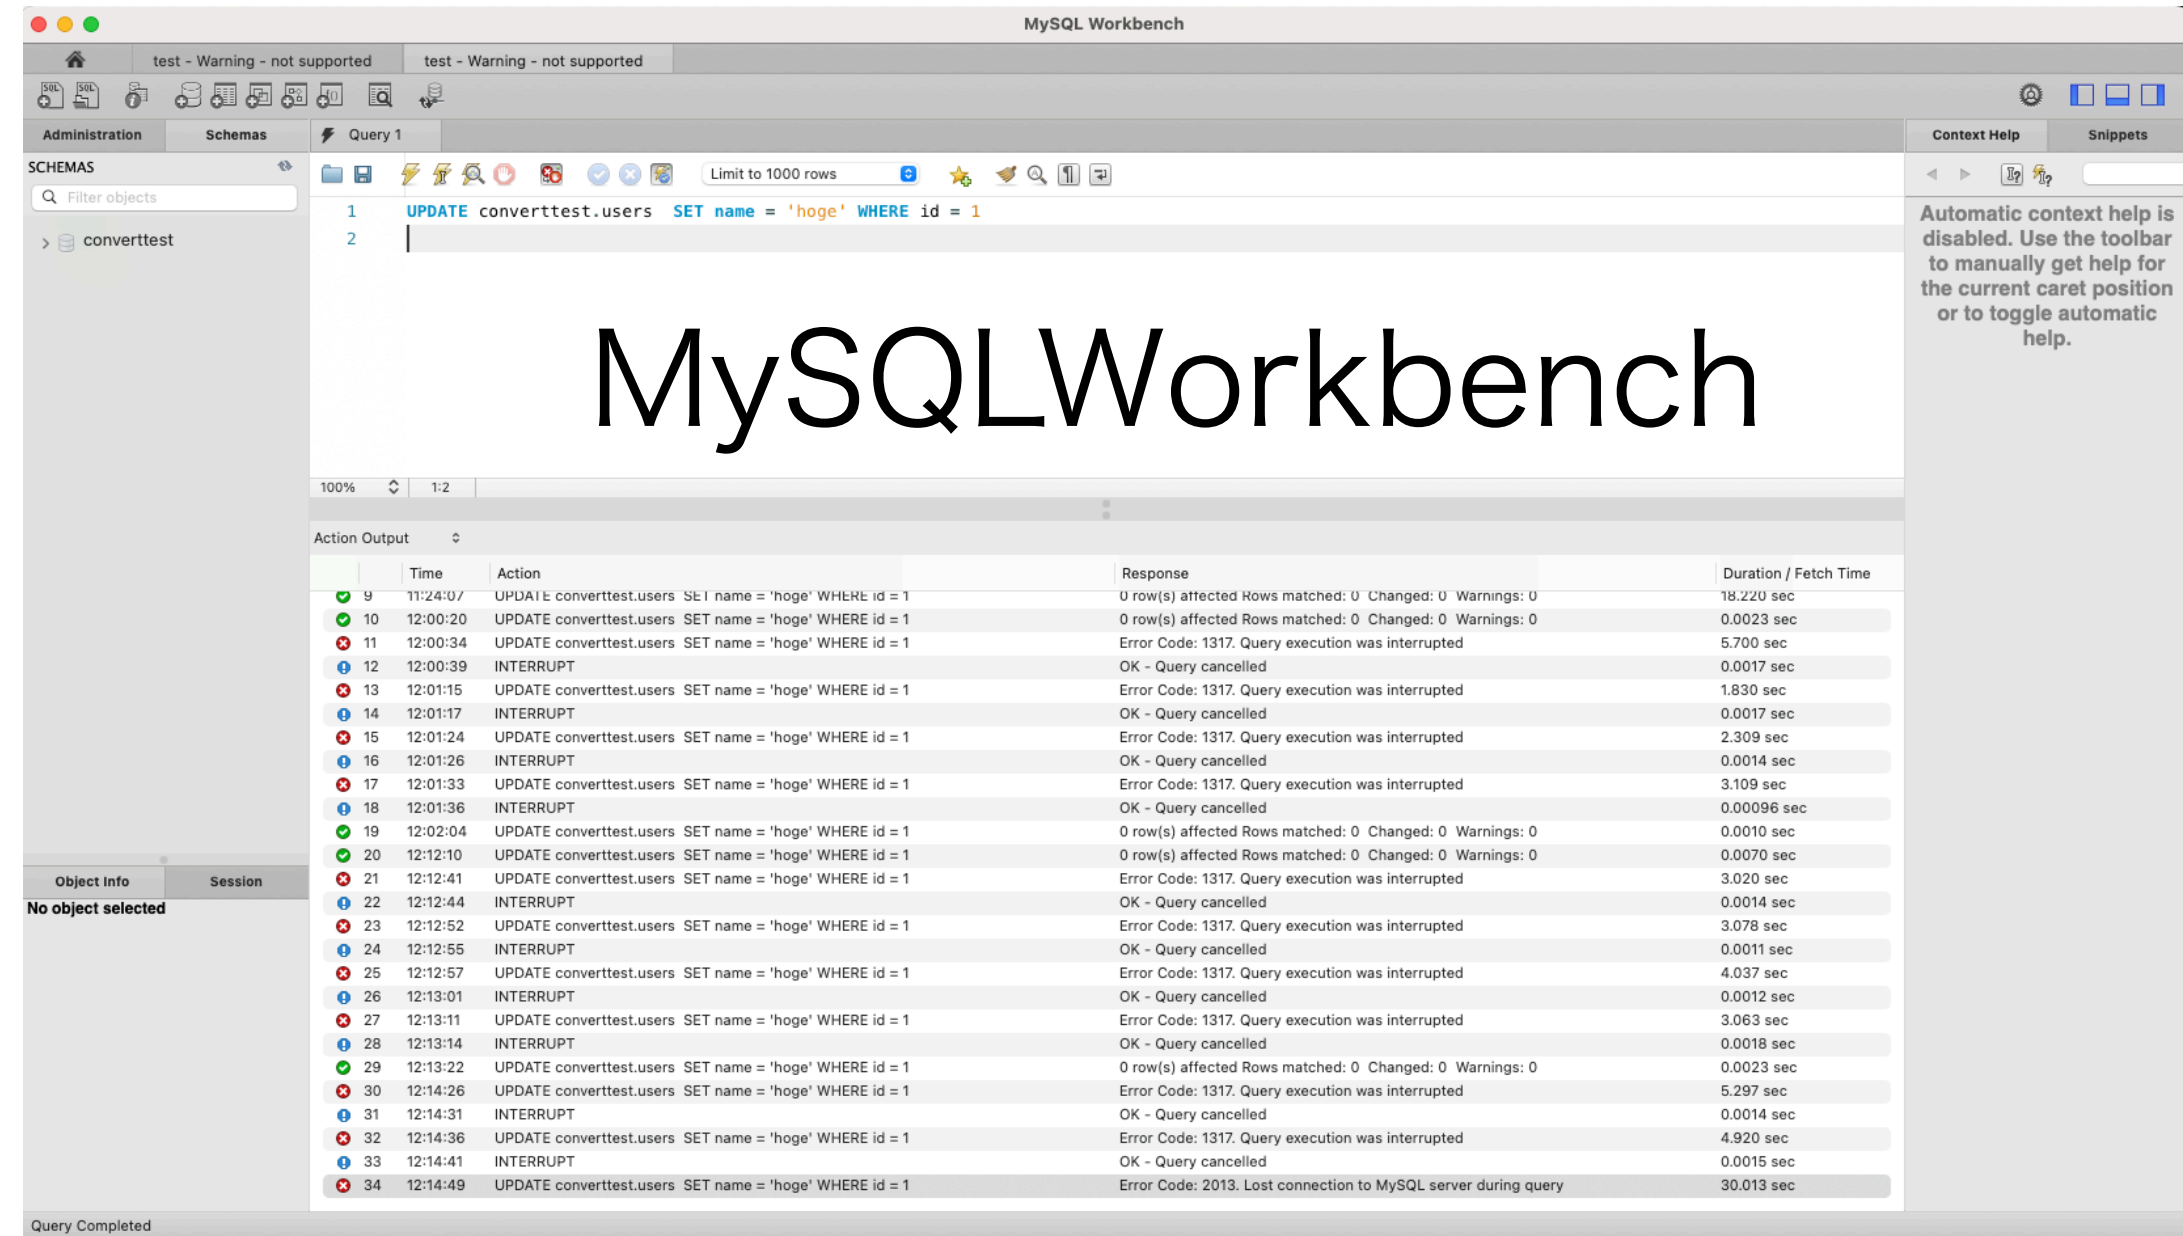 MySQL Workbench
test - Warning - not supported
test - Warning - not supported
SQL SQL
Administration Schemas
Query 1
Context Help Snippets
SCHEMAS
Filter objects
converttest
Limit to 1000 rows
1 UPDATE converttest.users  SET name = 'hoge' WHERE id = 1
2
Automatic context help is
disabled. Use the toolbar
to manually get help for
the current caret position
or to toggle automatic
help.
MySQLWorkbench
100% 1:2
Action Output
Time Action Response Duration / Fetch Time
9 11:24:07 UPDATE converttest.users  SET name = 'hoge' WHERE id = 1 0 row(s) affected Rows matched: 0  Changed: 0  Warnings: 0 18.220 sec
10 12:00:20 UPDATE converttest.users  SET name = 'hoge' WHERE id = 1 0 row(s) affected Rows matched: 0  Changed: 0  Warnings: 0 0.0023 sec
11 12:00:34 UPDATE converttest.users  SET name = 'hoge' WHERE id = 1 Error Code: 1317. Query execution was interrupted 5.700 sec
12 12:00:39 INTERRUPT OK - Query cancelled 0.0017 sec
13 12:01:15 UPDATE converttest.users  SET name = 'hoge' WHERE id = 1 Error Code: 1317. Query execution was interrupted 1.830 sec
14 12:01:17 INTERRUPT OK - Query cancelled 0.0017 sec
15 12:01:24 UPDATE converttest.users  SET name = 'hoge' WHERE id = 1 Error Code: 1317. Query execution was interrupted 2.309 sec
16 12:01:26 INTERRUPT OK - Query cancelled 0.0014 sec
17 12:01:33 UPDATE converttest.users  SET name = 'hoge' WHERE id = 1 Error Code: 1317. Query execution was interrupted 3.109 sec
18 12:01:36 INTERRUPT OK - Query cancelled 0.00096 sec
19 12:02:04 UPDATE converttest.users  SET name = 'hoge' WHERE id = 1 0 row(s) affected Rows matched: 0  Changed: 0  Warnings: 0 0.0010 sec
20 12:12:10 UPDATE converttest.users  SET name = 'hoge' WHERE id = 1 0 row(s) affected Rows matched: 0  Changed: 0  Warnings: 0 0.0070 sec
21 12:12:41 UPDATE converttest.users  SET name = 'hoge' WHERE id = 1 Error Code: 1317. Query execution was interrupted 3.020 sec
22 12:12:44 INTERRUPT OK - Query cancelled 0.0014 sec
23 12:12:52 UPDATE converttest.users  SET name = 'hoge' WHERE id = 1 Error Code: 1317. Query execution was interrupted 3.078 sec
24 12:12:55 INTERRUPT OK - Query cancelled 0.0011 sec
25 12:12:57 UPDATE converttest.users  SET name = 'hoge' WHERE id = 1 Error Code: 1317. Query execution was interrupted 4.037 sec
26 12:13:01 INTERRUPT OK - Query cancelled 0.0012 sec
27 12:13:11 UPDATE converttest.users  SET name = 'hoge' WHERE id = 1 Error Code: 1317. Query execution was interrupted 3.063 sec
28 12:13:14 INTERRUPT OK - Query cancelled 0.0018 sec
29 12:13:22 UPDATE converttest.users  SET name = 'hoge' WHERE id = 1 0 row(s) affected Rows matched: 0  Changed: 0  Warnings: 0 0.0023 sec
30 12:14:26 UPDATE converttest.users  SET name = 'hoge' WHERE id = 1 Error Code: 1317. Query execution was interrupted 5.297 sec
31 12:14:31 INTERRUPT OK - Query cancelled 0.0014 sec
32 12:14:36 UPDATE converttest.users  SET name = 'hoge' WHERE id = 1 Error Code: 1317. Query execution was interrupted 4.920 sec
33 12:14:41 INTERRUPT OK - Query cancelled 0.0015 sec
34 12:14:49 UPDATE converttest.users  SET name = 'hoge' WHERE id = 1 Error Code: 2013. Lost connection to MySQL server during query 30.013 sec
Object Info Session
No object selected
Query Completed